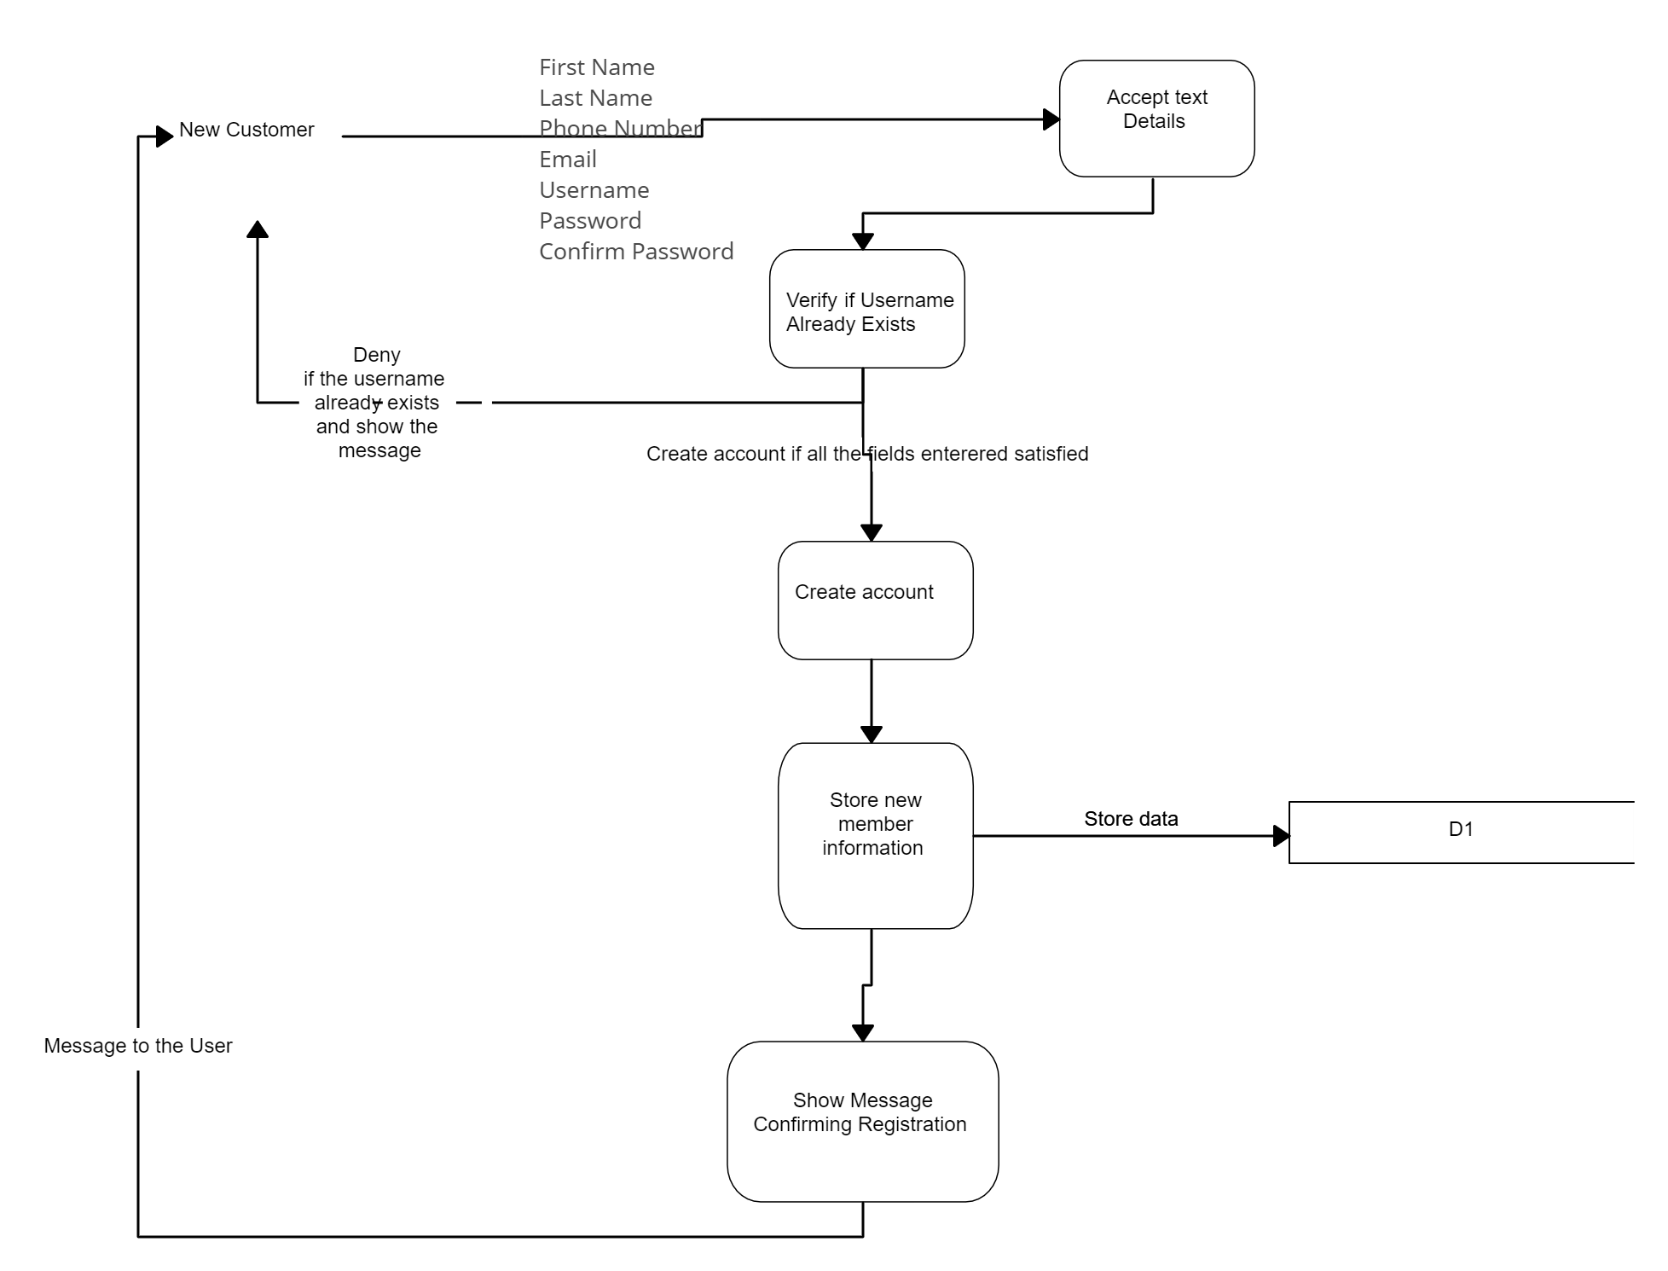 First Name
Last Name
Phone Number
Email
Username
Password
Confirm Password
New Customer
Accept text
Details
Verify if Username
Already Exists
Deny
if the username
already exists
and show the
message
Create account if all the fields enterered satisfied
Create account
Store new
member
information
Store data
D1
Message to the User
Show Message
Confirming Registration